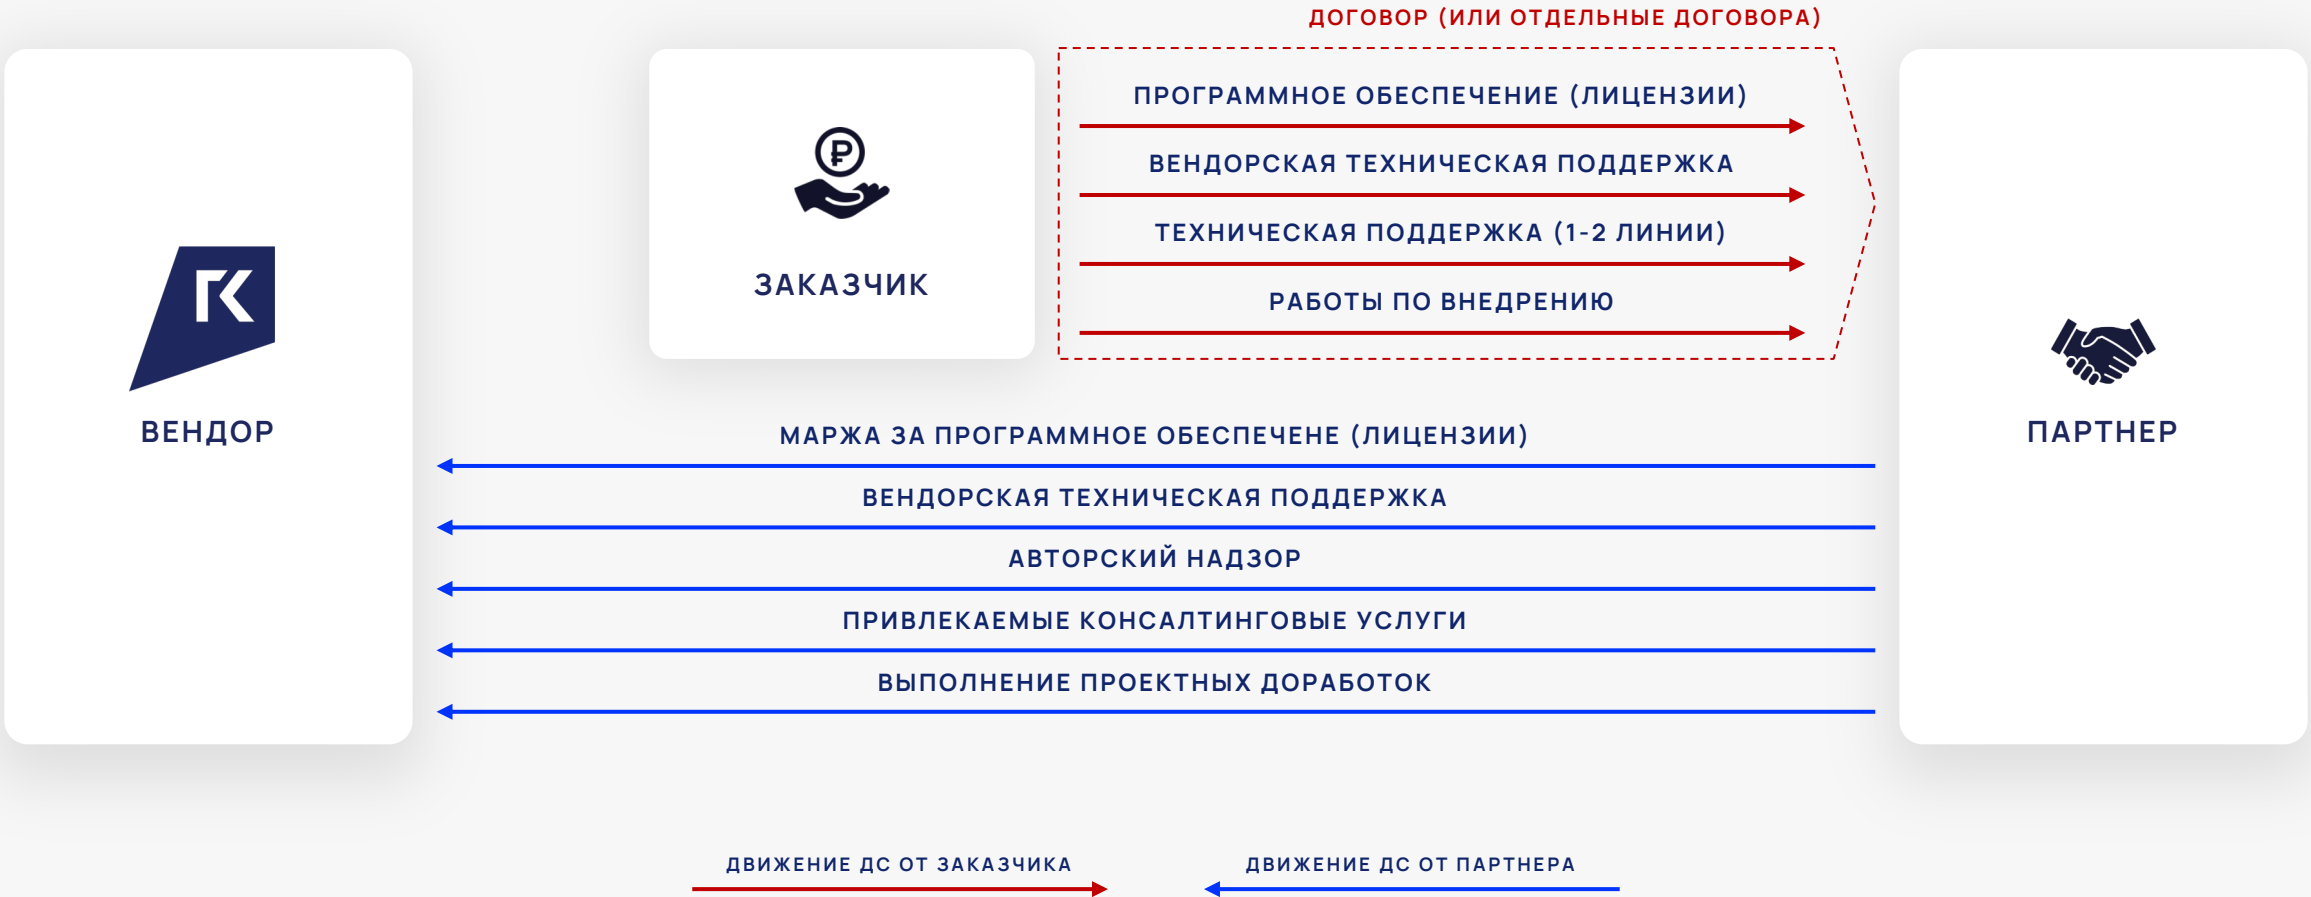 ДОГОВОР (ИЛИ ОТДЕЛЬНЫЕ ДОГОВОРА)
ПРОГРАММНОЕ ОБЕСПЕЧЕНИЕ (ЛИЦЕНЗИИ)
ВЕНДОРСКАЯ ТЕХНИЧЕСКАЯ ПОДДЕРЖКА
ТЕХНИЧЕСКАЯ ПОДДЕРЖКА (1-2 ЛИНИИ)
РАБОТЫ ПО ВНЕДРЕНИЮ
ЗАКАЗЧИК
ГК
ВЕНДОР
ПАРТНЕР
МАРЖА ЗА ПРОГРАММНОЕ ОБЕСПЕЧЕНЕ (ЛИЦЕНЗИИ)
ВЕНДОРСКАЯ ТЕХНИЧЕСКАЯ ПОДДЕРЖКА
АВТОРСКИЙ НАДЗОР
ПРИВЛЕКАЕМЫЕ КОНСАЛТИНГОВЫЕ УСЛУГИ
ВЫПОЛНЕНИЕ ПРОЕКТНЫХ ДОРАБОТОК
ДВИЖЕНИЕ ДС ОТ ЗАКАЗЧИКА
ДВИЖЕНИЕ ДС ОТ ПАРТНЕРА